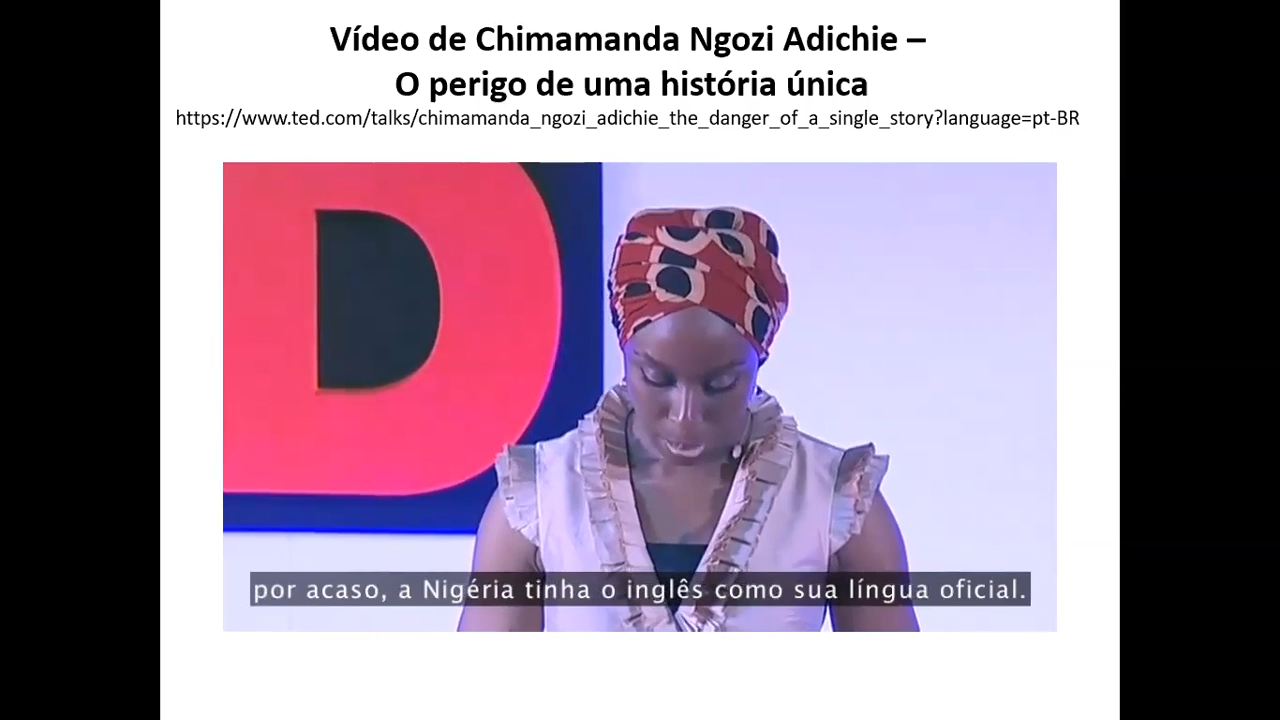 Vídeo de Chimamanda Ngozi Adichie –
O perigo de uma história única
https://www.ted.com/talks/chimamanda_ngozi_adichie_the_danger_of_a_single_story?language=pt-BR
D
por acaso, a Nigéria tinha o inglês como sua língua oficial.